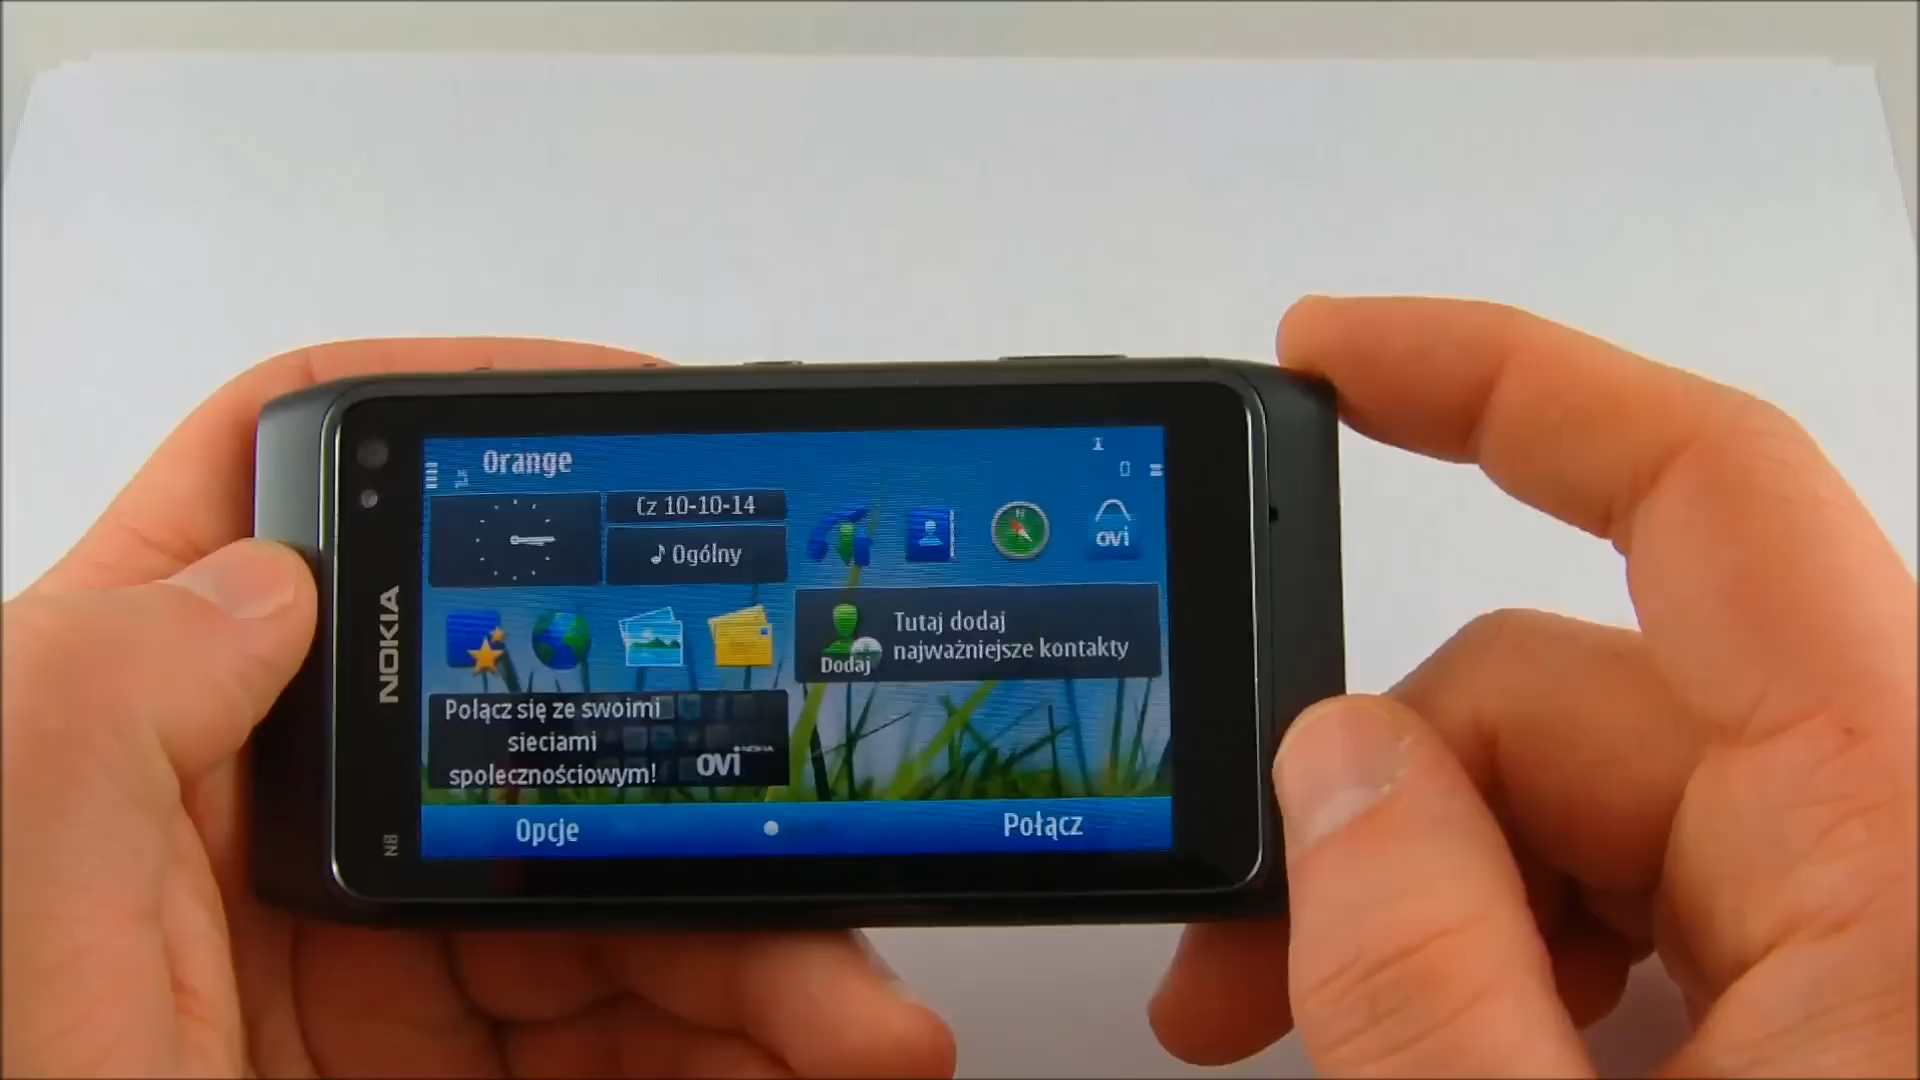 Orange
Cz 10-10-14
Ogólny
ovi
Tutaj dodaj
najważniejsze kontakty
Dodaj
Połącz się ze swoimi
sieciami
społecznościowym!
ovi
NOKIA
Opcje
Połącz
NOKIA
N8